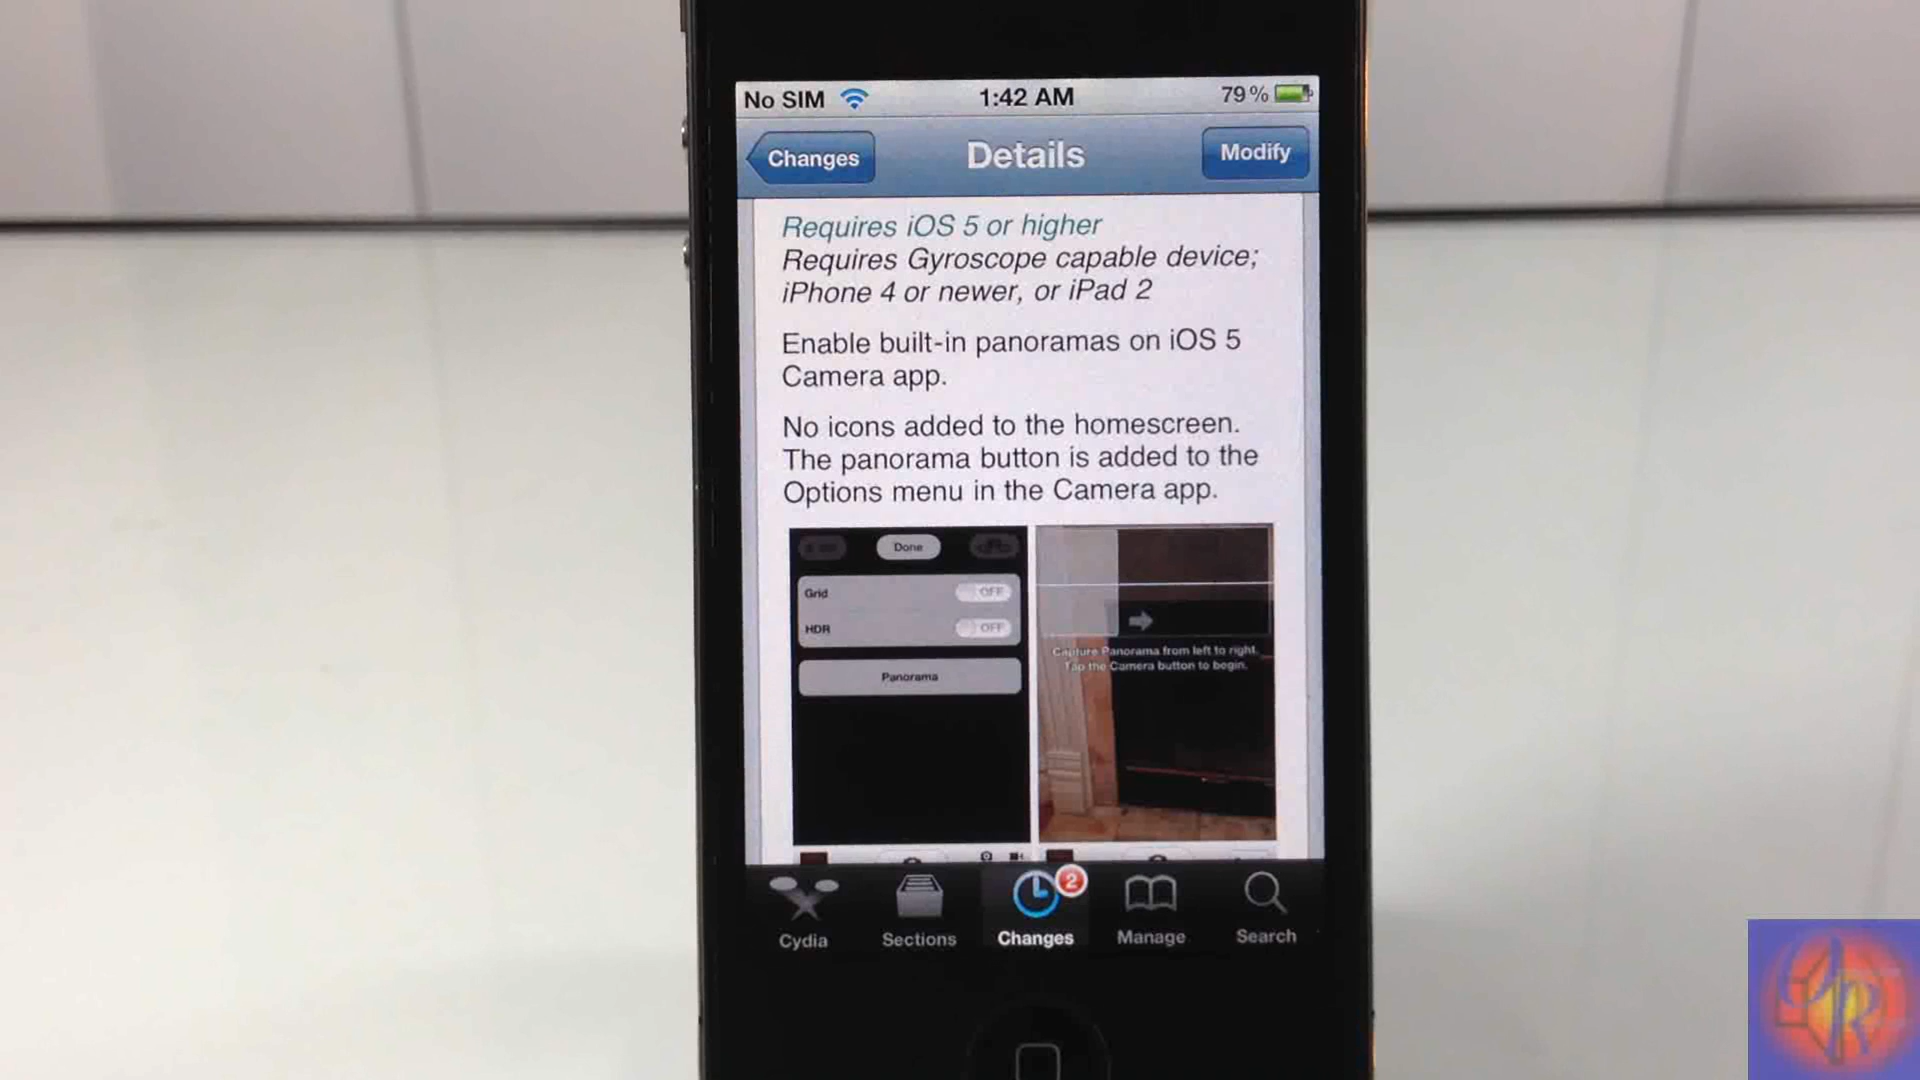 No SIM 1:42 AM 79%
Changes Details Modify
Requires iOS 5 or higher
Requires Gyroscope capable device;
iPhone 4 or newer, or iPad 2
Enable built-in panoramas on iOS 5
Camera app.
No icons added to the homescreen.
The panorama button is added to the
Options menu in the Camera app.
Done
Grid OFF
HDR OFF
Panorama
Capture Panorama from left to right.
Tap the Camera button to begin.
2
Cydia Sections Changes Manage Search